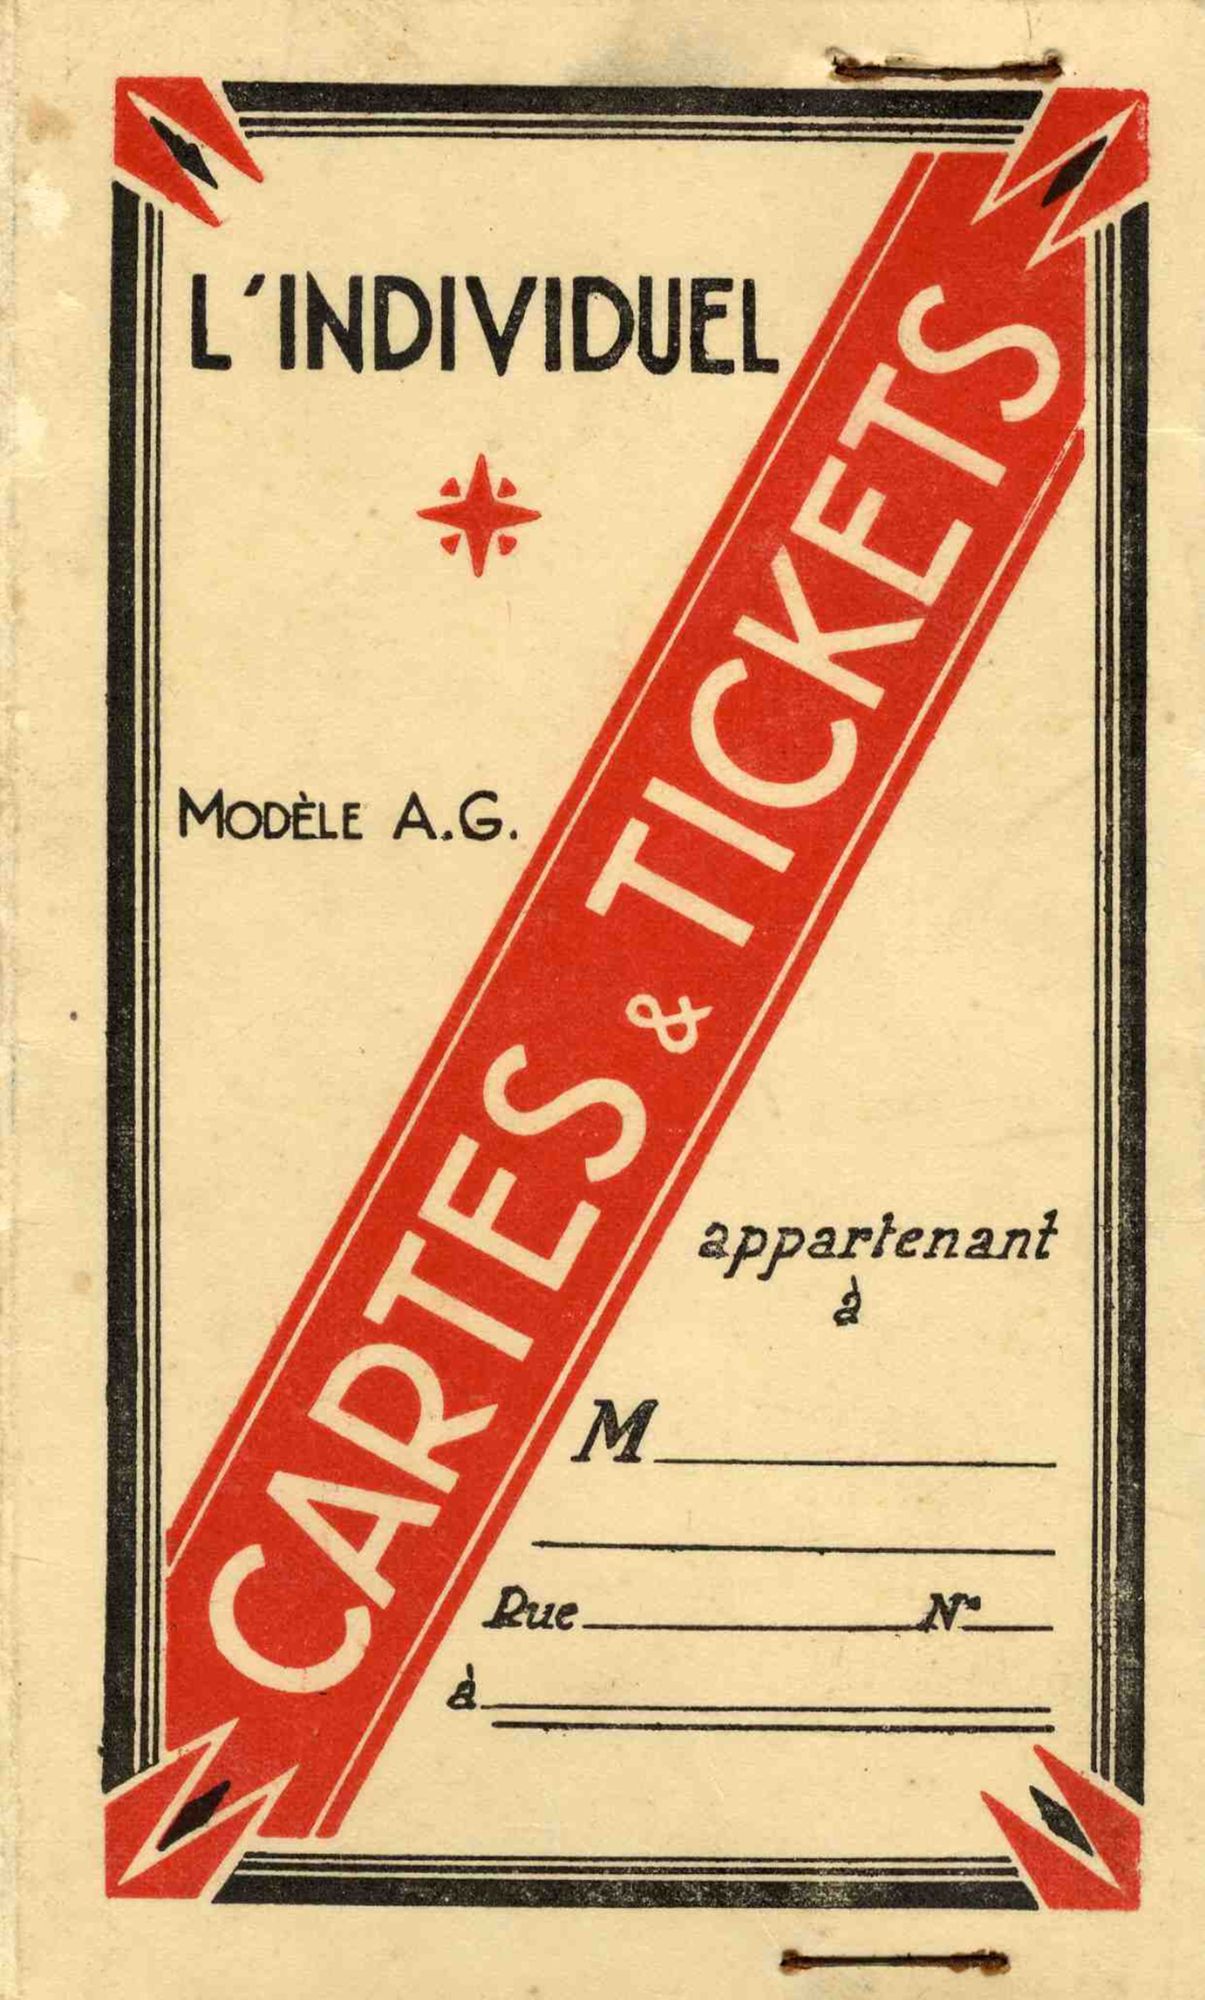 L'INDIVIDUEL
MODÈLE A.G.
CARTES & TICKETS
appartenant
à
M
Rue N°
à